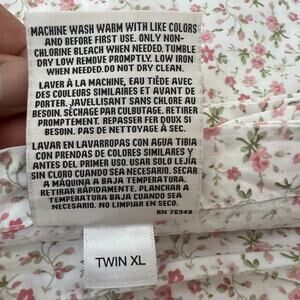 MACHINE WASH WARM WITH LIKE COLORS
AND BEFORE FIRST USE. ONLY NON-
CHLORINE BLEACH WHEN NEEDED. TUMBLE
DRY LOW REMOVE PROMPTLY. LOW IRON
WHEN NEEDED.DO NOT DRY CLEAN.
LAVER À LA MACHINE, EAU TIÈDE AVEC
DES COULEURS SIMILAIRES ET AVANT DE
PORTER. JAVELLISANT SANS CHLORE AU
BESOIN. SÉCHAGE PAR CULBUTAGE. RETIRER
PROMPTEMENT. REPASSER FER DOUX SI
BESOIN. PAS DE NETTOYAGE À SEC.
LAVAR EN LAVARROPAS CON AGUA TIBIA
CON PRENDAS DE COLORES SIMILARES Y
ANTES DEL PRIMER USO. USAR SOLO LEJÍA
SIN CLORO CUANDO SEA NECESARIO. SECAR
A MÁQUINA A BAJA TEMPERATURA.
RETIRAR RÁPIDAMENTE. PLANCHAR A
TEMPERATURA BAJA CUANDO SEA
NECESARIO. NO LIMPIAR EN SECO.
RN 76949
TWIN XL